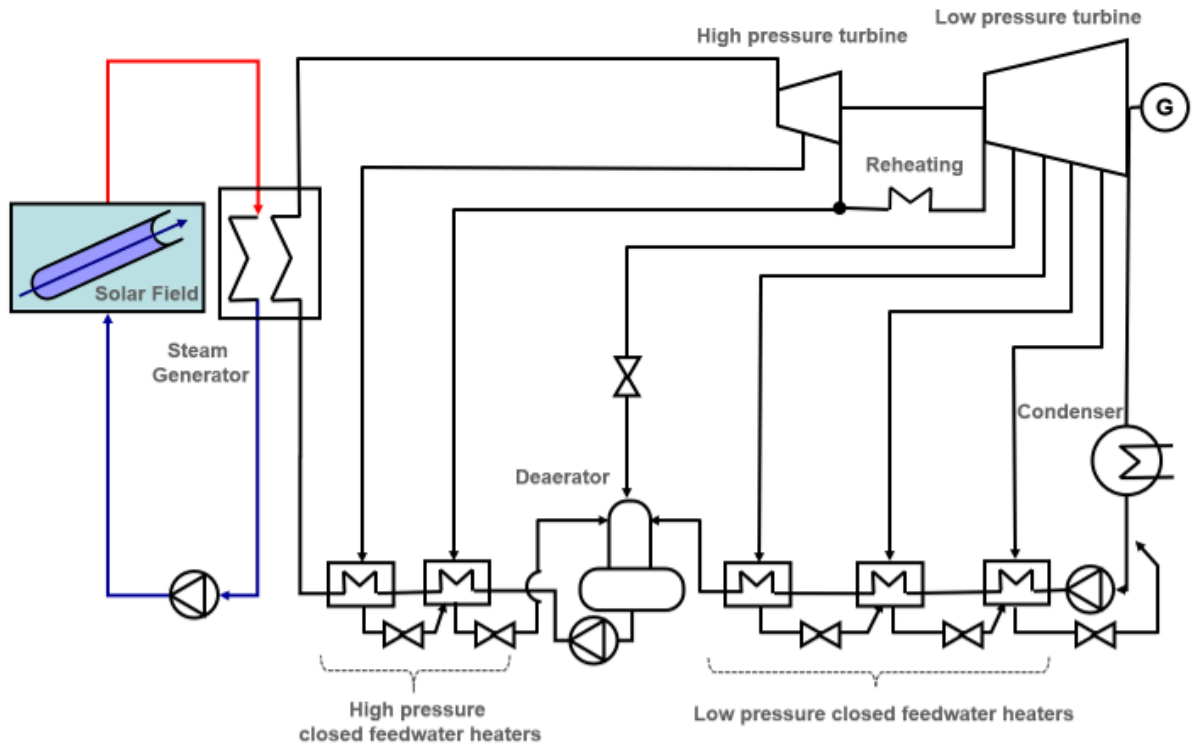 Low pressure turbine
High pressure turbine
G
Reheating
Solar Field
Steam
Generator
Condenser
Deaerator
High pressure
closed feedwater heaters
Low pressure closed feedwater heaters